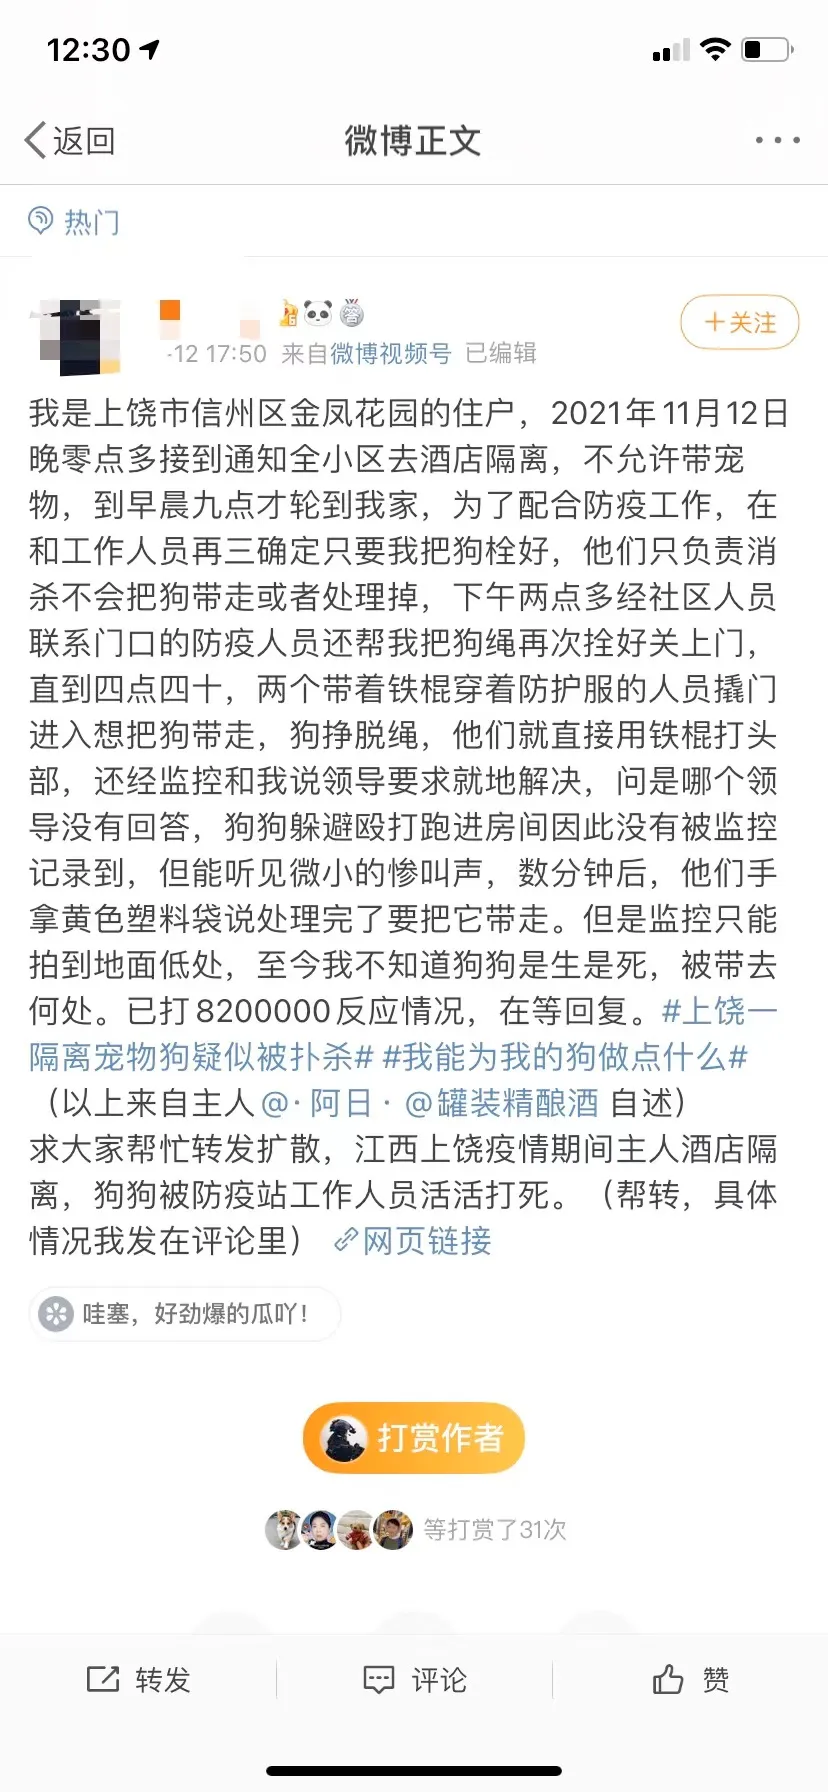 12:30
返回
微博正文
热门
-12 17:50 来自微博视频号 已编辑
+关注
我是上饶市信州区金凤花园的住户，2021年11月12日
晚零点多接到通知全小区去酒店隔离，不允许带宠
物，到早晨九点才轮到我家，为了配合防疫工作，在
和工作人员再三确定只要我把狗栓好，他们只负责消
杀不会把狗带走或者处理掉，下午两点多经社区人员
联系门口的防疫人员还帮我把狗绳再次拴好关上门，
直到四点四十，两个带着铁棍穿着防护服的人员撬门
进入想把狗带走，狗挣脱绳，他们就直接用铁棍打头
部，还经监控和我说领导要求就地解决，问是哪个领
导没有回答，狗狗躲避殴打跑进房间因此没有被监控
记录到，但能听见微小的惨叫声，数分钟后，他们手
拿黄色塑料袋说处理完了要把它带走。但是监控只能
拍到地面低处，至今我不知道狗狗是生是死，被带去
何处。已打8200000反应情况，在等回复。#上饶一
隔离宠物狗疑似被扑杀# #我能为我的狗做点什么#
（以上来自主人@·阿日· @罐装精酿酒 自述）
求大家帮忙转发扩散，江西上饶疫情期间主人酒店隔
离，狗狗被防疫站工作人员活活打死。（帮转，具体
情况我发在评论里） 网页链接
哇塞，好劲爆的瓜吖！
打赏作者
等打赏了31次
转发
评论
赞